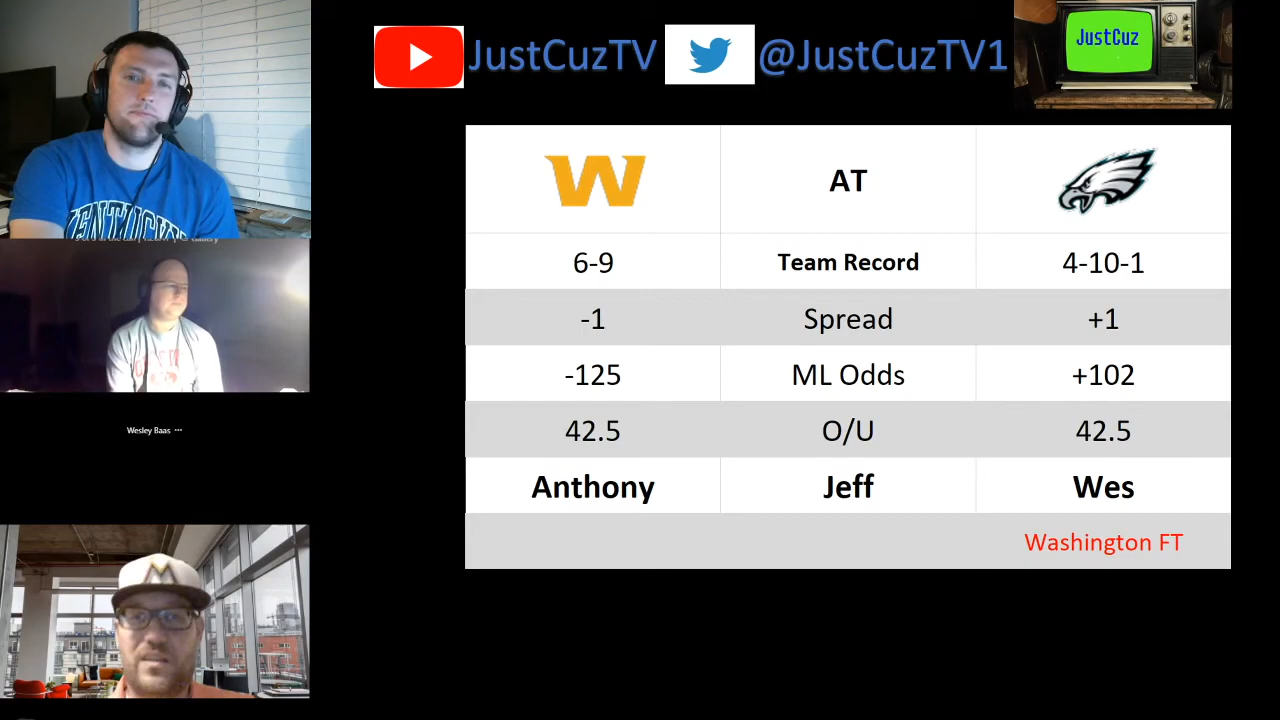 JustCuzTV @JustCuzTV1
JustCuz
KENTUCKY
Wesley Baas ···
W AT
6-9 Team Record 4-10-1
-1 Spread +1
-125 ML Odds +102
42.5 O/U 42.5
Anthony Jeff Wes
Washington FT